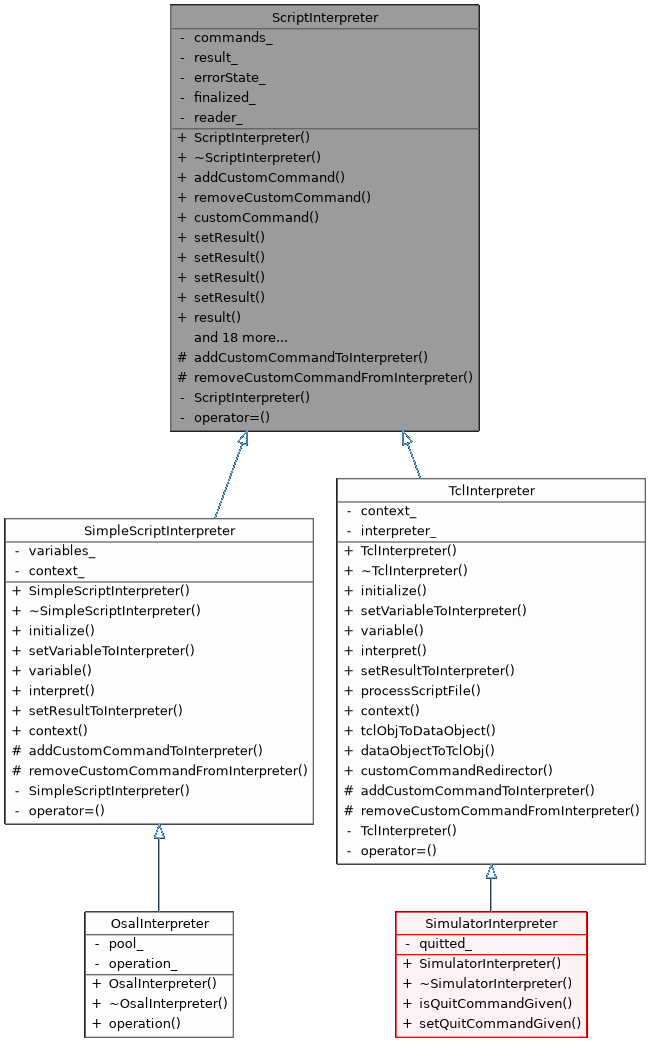 ScriptInterpreter
- commands_
- result_
- errorState_
- finalized_
- reader_
+ ScriptInterpreter()
+ ~ScriptInterpreter()
+ addCustomCommand()
+ removeCustomCommand()
+ customCommand()
+ setResult()
+ setResult()
+ setResult()
+ setResult()
+ result()
and 18 more...
# addCustomCommandToInterpreter()
# removeCustomCommandFromInterpreter()
- ScriptInterpreter()
- operator=()
SimpleScriptInterpreter
- variables_
- context_
+ SimpleScriptInterpreter()
+ ~SimpleScriptInterpreter()
+ initialize()
+ setVariableToInterpreter()
+ variable()
+ interpret()
+ setResultToInterpreter()
+ context()
# addCustomCommandToInterpreter()
# removeCustomCommandFromInterpreter()
- SimpleScriptInterpreter()
- operator=()
TclInterpreter
- context_
- interpreter_
+ TclInterpreter()
+ ~TclInterpreter()
+ initialize()
+ setVariableToInterpreter()
+ variable()
+ interpret()
+ setResultToInterpreter()
+ processScriptFile()
+ context()
+ tclObjToDataObject()
+ dataObjectToTclObj()
+ customCommandRedirector()
# addCustomCommandToInterpreter()
# removeCustomCommandFromInterpreter()
- TclInterpreter()
- operator=()
OsalInterpreter
- pool_
- operation_
+ OsalInterpreter()
+ ~OsalInterpreter()
+ operation()
SimulatorInterpreter
- quitted_
+ SimulatorInterpreter()
+ ~SimulatorInterpreter()
+ isQuitCommandGiven()
+ setQuitCommandGiven()